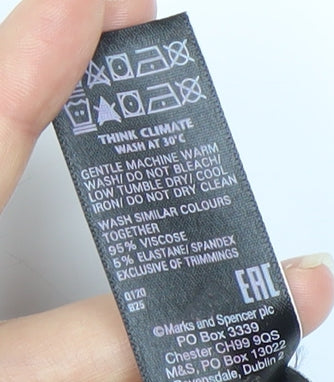 THINK CLIMATE
WASH AT 30°C
GENTLE MACHINE WARM
WASH/ DO NOT BLEACH/
LOW TUMBLE DRY/ COOL
IRON/ DO NOT DRY CLEAN
WASH SIMILAR COLOURS
TOGETHER
95% VISCOSE
5% ELASTANE/ SPANDEX
EXCLUSIVE OF TRIMMINGS
Q120
825
EAC
©Marks and Spencer plc
PO Box 3339
Chester CH99 9QS
M&S, PO Box 13022
Dublin 2